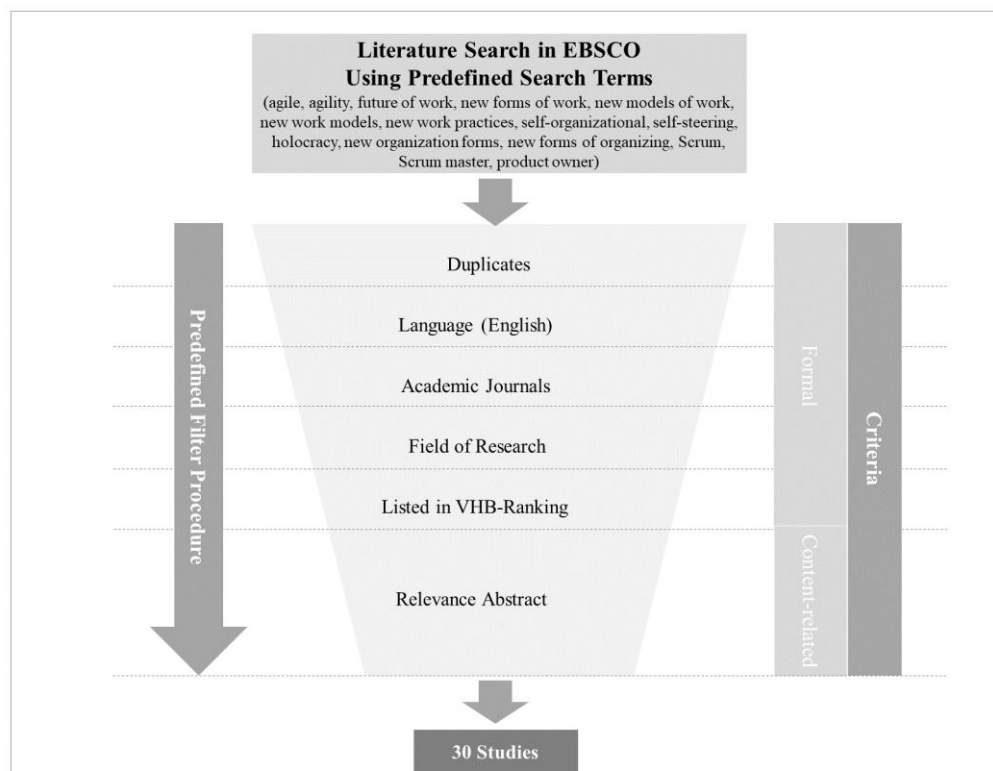 Literature Search in EBSCO
Using Predefined Search Terms
(agile, agility, future of work, new forms of work, new models of work,
new work models, new work practices, self-organizational, self-steering,
holocracy, new organization forms, new forms of organizing, Scrum,
Scrum master, product owner)
Predefined Filter Procedure
Duplicates
Language (English)
Academic Journals
Field of Research
Listed in VHB-Ranking
Relevance Abstract
Formal
Content-related
Criteria
30 Studies